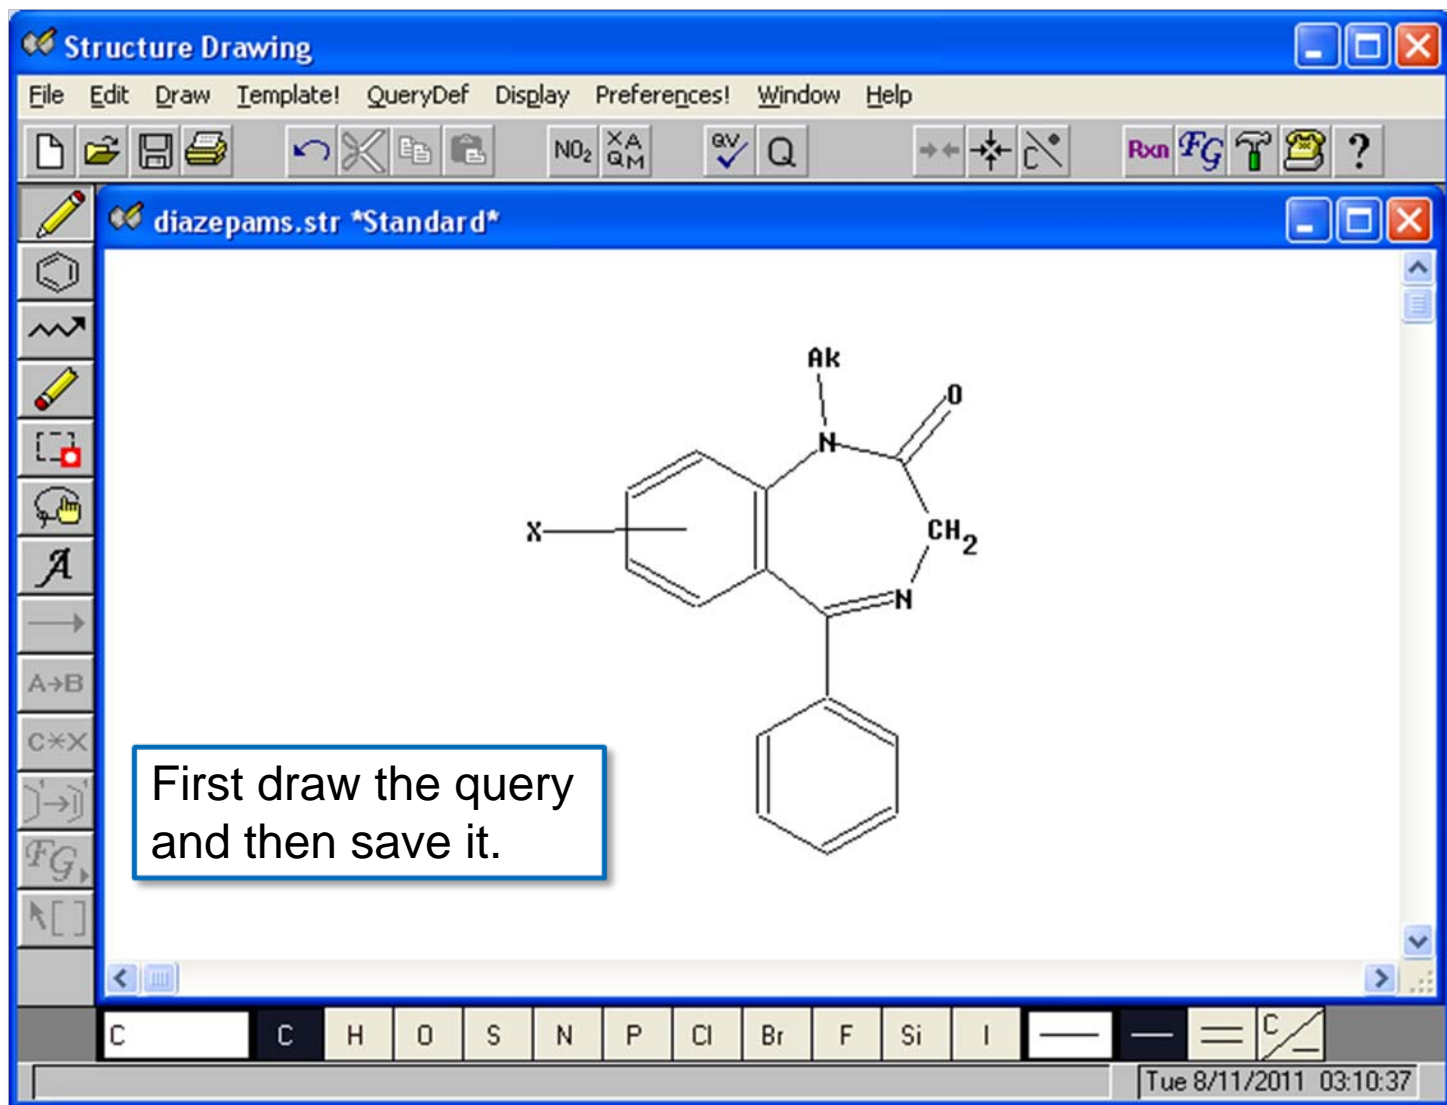 Structure Drawing
File Edit Draw Template! QueryDef Display Preferences! Window Help
NO₂ XA QM QV Q C Rxn FG ?
diazepams.str *Standard*
Ak
O
N
X
CH₂
N
A
A→B
C*X
First draw the query
and then save it.
FG
[ ]
C C H O S N P Cl Br F Si I C
Tue 8/11/2011 03:10:37